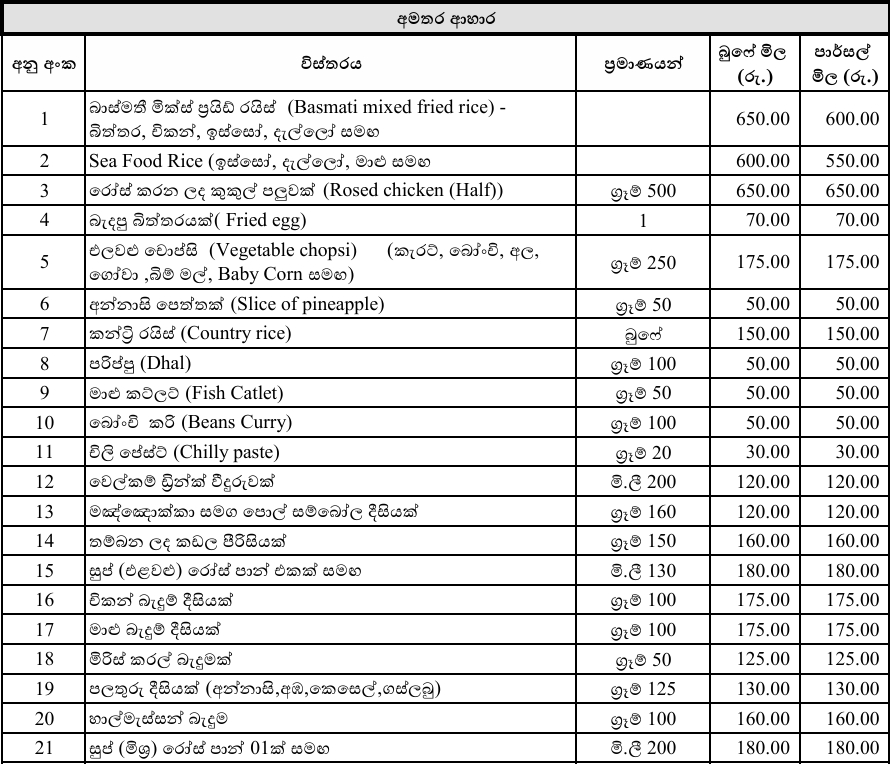 අමතර ආහාර
අනු අංක විස්තරය ප්‍රමාණයන් බුෆේ මිල (රු.) පාර්සල් මිල (රු.)
1 බාස්මතී මික්ස් ප්‍රයිඩ් රයිස් (Basmati mixed fried rice) - 650.00 600.00
බිත්තර, චිකන්, ඉස්සෝ, දැල්ලෝ සමඟ
2 Sea Food Rice (ඉස්සෝ, දැල්ලෝ, මාළු සමඟ 600.00 550.00
3 රෝස් කරන ලද කුකුල් පලුවක් (Rosed chicken (Half)) ග්‍රෑම් 500 650.00 650.00
4 බැදපු බිත්තරයක්( Fried egg) 1 70.00 70.00
5 එලවළු චොප්සි (Vegetable chopsi) (කැරට්, බෝංචි, අල, ග්‍රෑම් 250 175.00 175.00
ගෝවා ,බිම් මල්, Baby Corn සමඟ)
6 අන්නාසි පෙත්තක් (Slice of pineapple) ග්‍රෑම් 50 50.00 50.00
7 කන්ට්‍රි රයිස් (Country rice) බුෆේ 150.00 150.00
8 පරිප්පු (Dhal) ග්‍රෑම් 100 50.00 50.00
9 මාළු කට්ලට් (Fish Catlet) ග්‍රෑම් 50 50.00 50.00
10 බෝංචි කරි (Beans Curry) ග්‍රෑම් 100 50.00 50.00
11 චිලි පේස්ට් (Chilly paste) ග්‍රෑම් 20 30.00 30.00
12 වෙල්කම් ඩ්‍රින්ක් වීදුරුවක් මි.ලී 200 120.00 120.00
13 මඤ්ඤොක්කා සමග පොල් සම්බෝල දීසියක් ග්‍රෑම් 160 120.00 120.00
14 තම්බන ලද කඩල පිරිසියක් ග්‍රෑම් 150 160.00 160.00
15 සුප් (එළවළු) රෝස් පාන් එකක් සමඟ මි.ලී 130 180.00 180.00
16 චිකන් බැදුම් දීසියක් ග්‍රෑම් 100 175.00 175.00
17 මාළු බැදුම් දීසියක් ග්‍රෑම් 100 175.00 175.00
18 මිරිස් කරල් බැදුමක් ග්‍රෑම් 50 125.00 125.00
19 පලතුරු දීසියක් (අන්නාසි,අඹ,කෙසෙල්,ගස්ලබු) ග්‍රෑම් 125 130.00 130.00
20 හාල්මැස්සන් බැදුම ග්‍රෑම් 100 160.00 160.00
21 සුප් (මිශ්‍ර) රෝස් පාන් 01ක් සමඟ මි.ලී 200 180.00 180.00